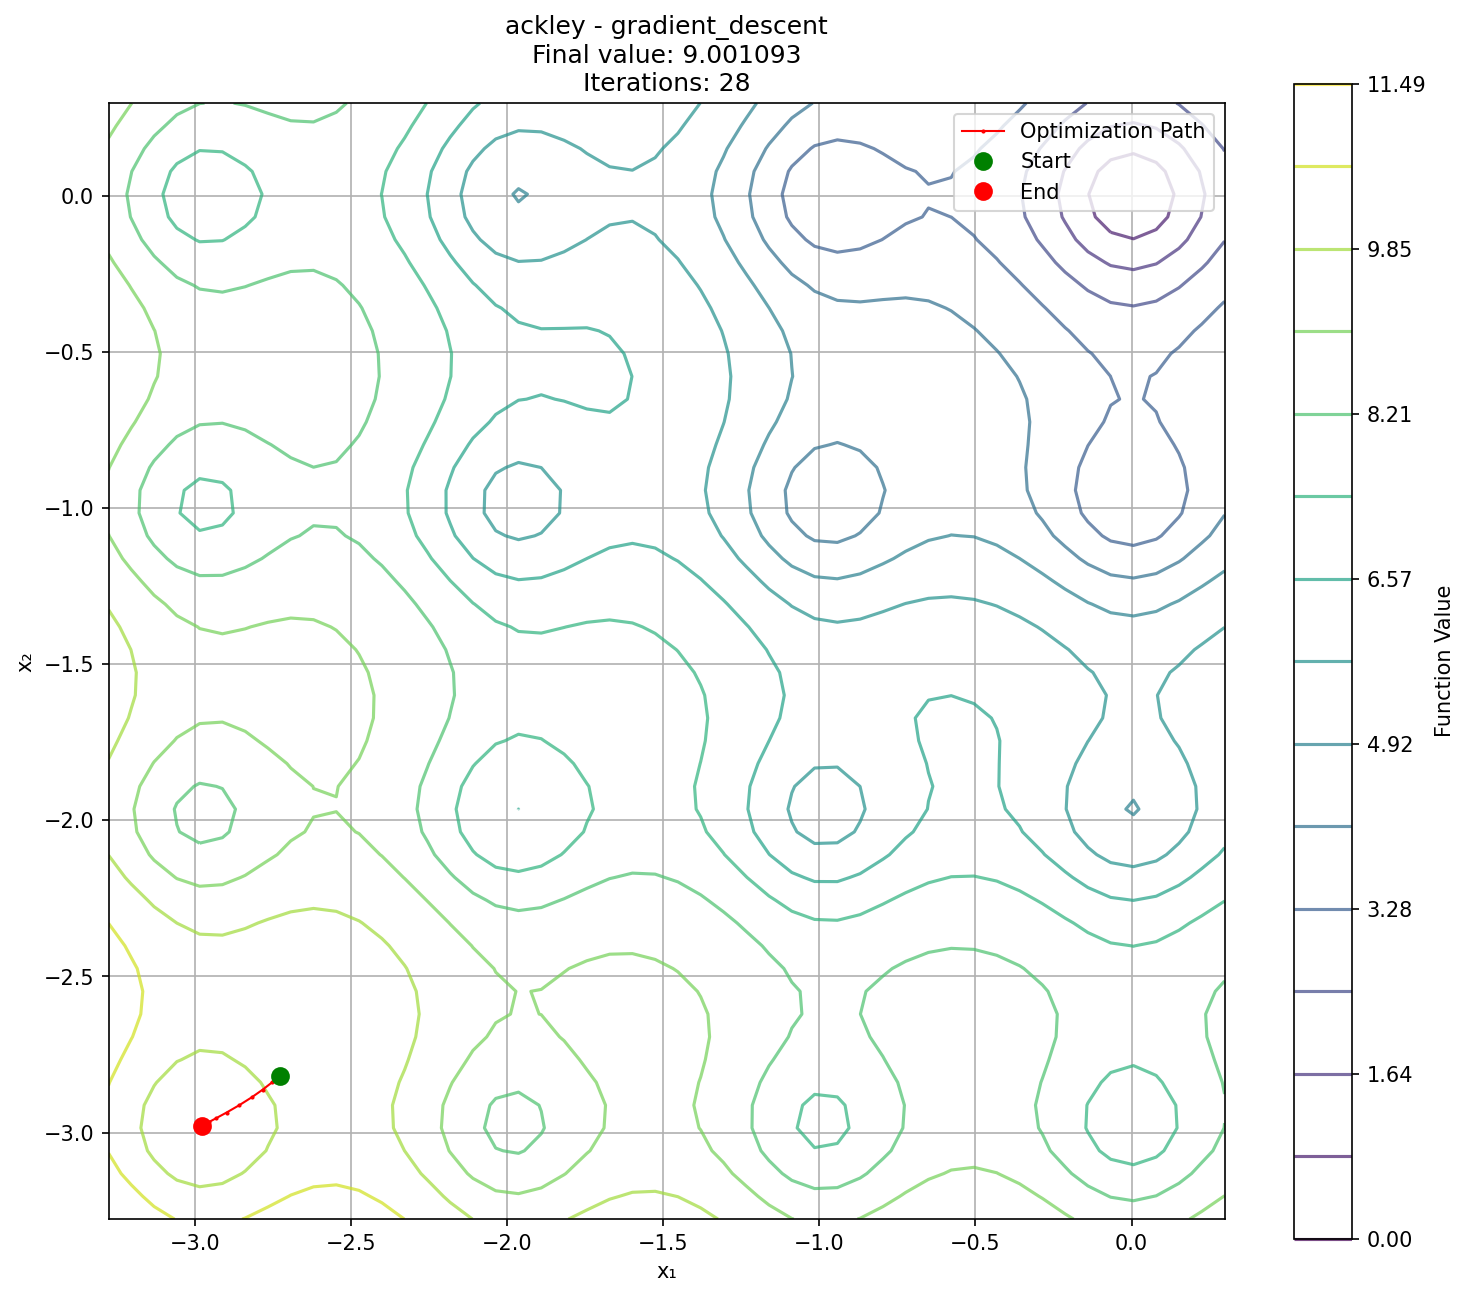 ackley - gradient_descent
Final value: 9.001093
Iterations: 28
Optimization Path
Start
End
0.0
−0.5
−1.0
−1.5
−2.0
−2.5
−3.0
x₂
−3.0 −2.5 −2.0 −1.5 −1.0 −0.5 0.0
x₁
11.49
9.85
8.21
6.57
4.92
3.28
1.64
0.00
Function Value